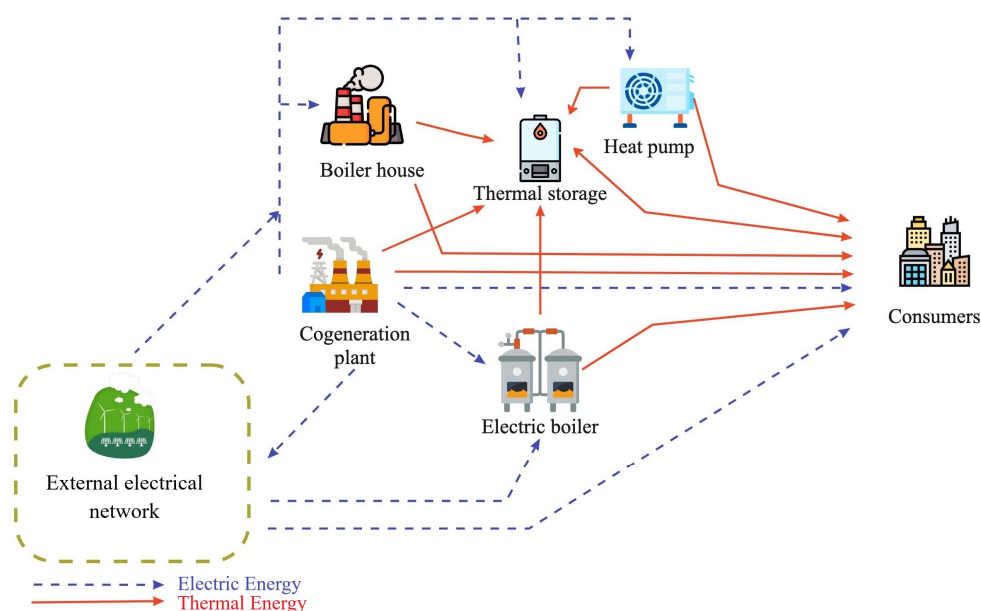 Boiler house
Heat pump
Thermal storage
Cogeneration
plant
Consumers
Electric boiler
External electrical
network
Electric Energy
Thermal Energy